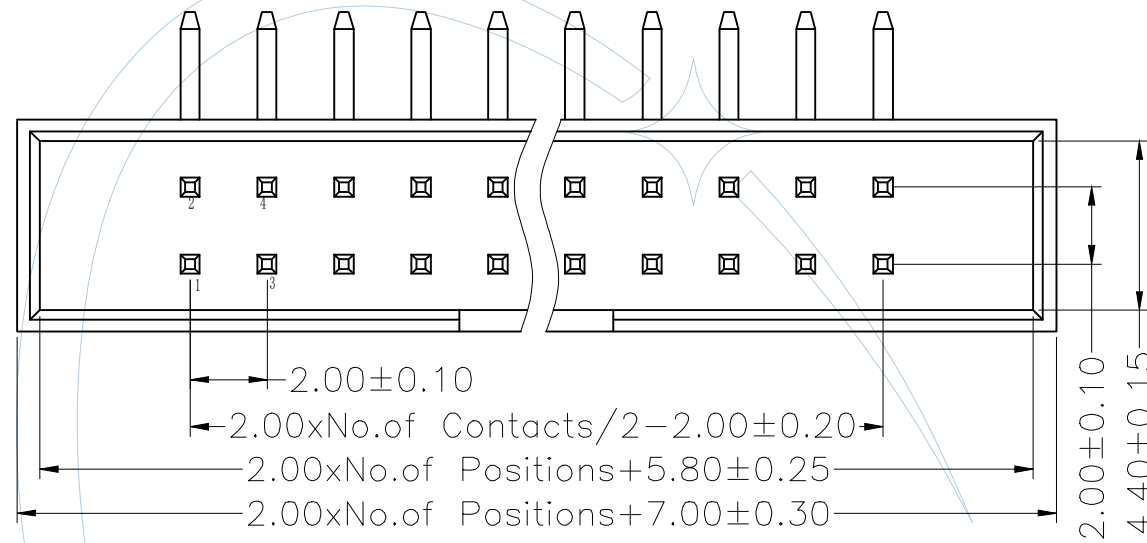 2 4
1 3
2.00±0.10
2.00xNo.of Contacts/2-2.00±0.20
2.00xNo.of Positions+5.80±0.25
2.00xNo.of Positions+7.00±0.30
2.00±0.10
4.40±0.15